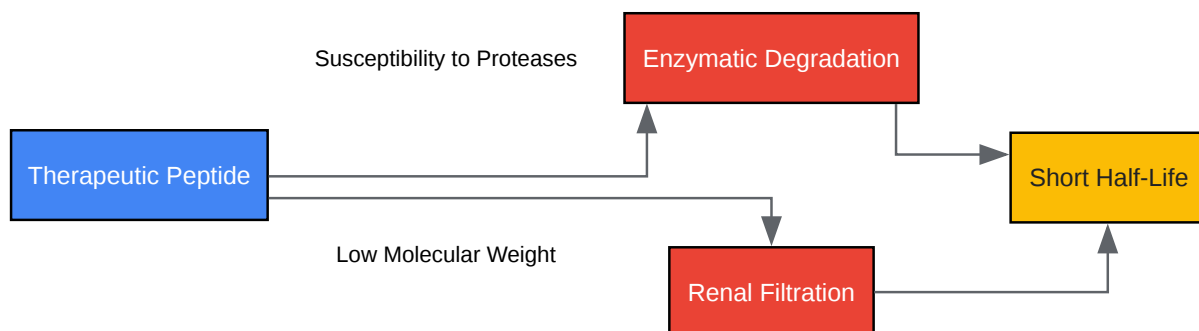 Susceptibility to Proteases
Enzymatic Degradation
Therapeutic Peptide
Short Half-Life
Low Molecular Weight
Renal Filtration